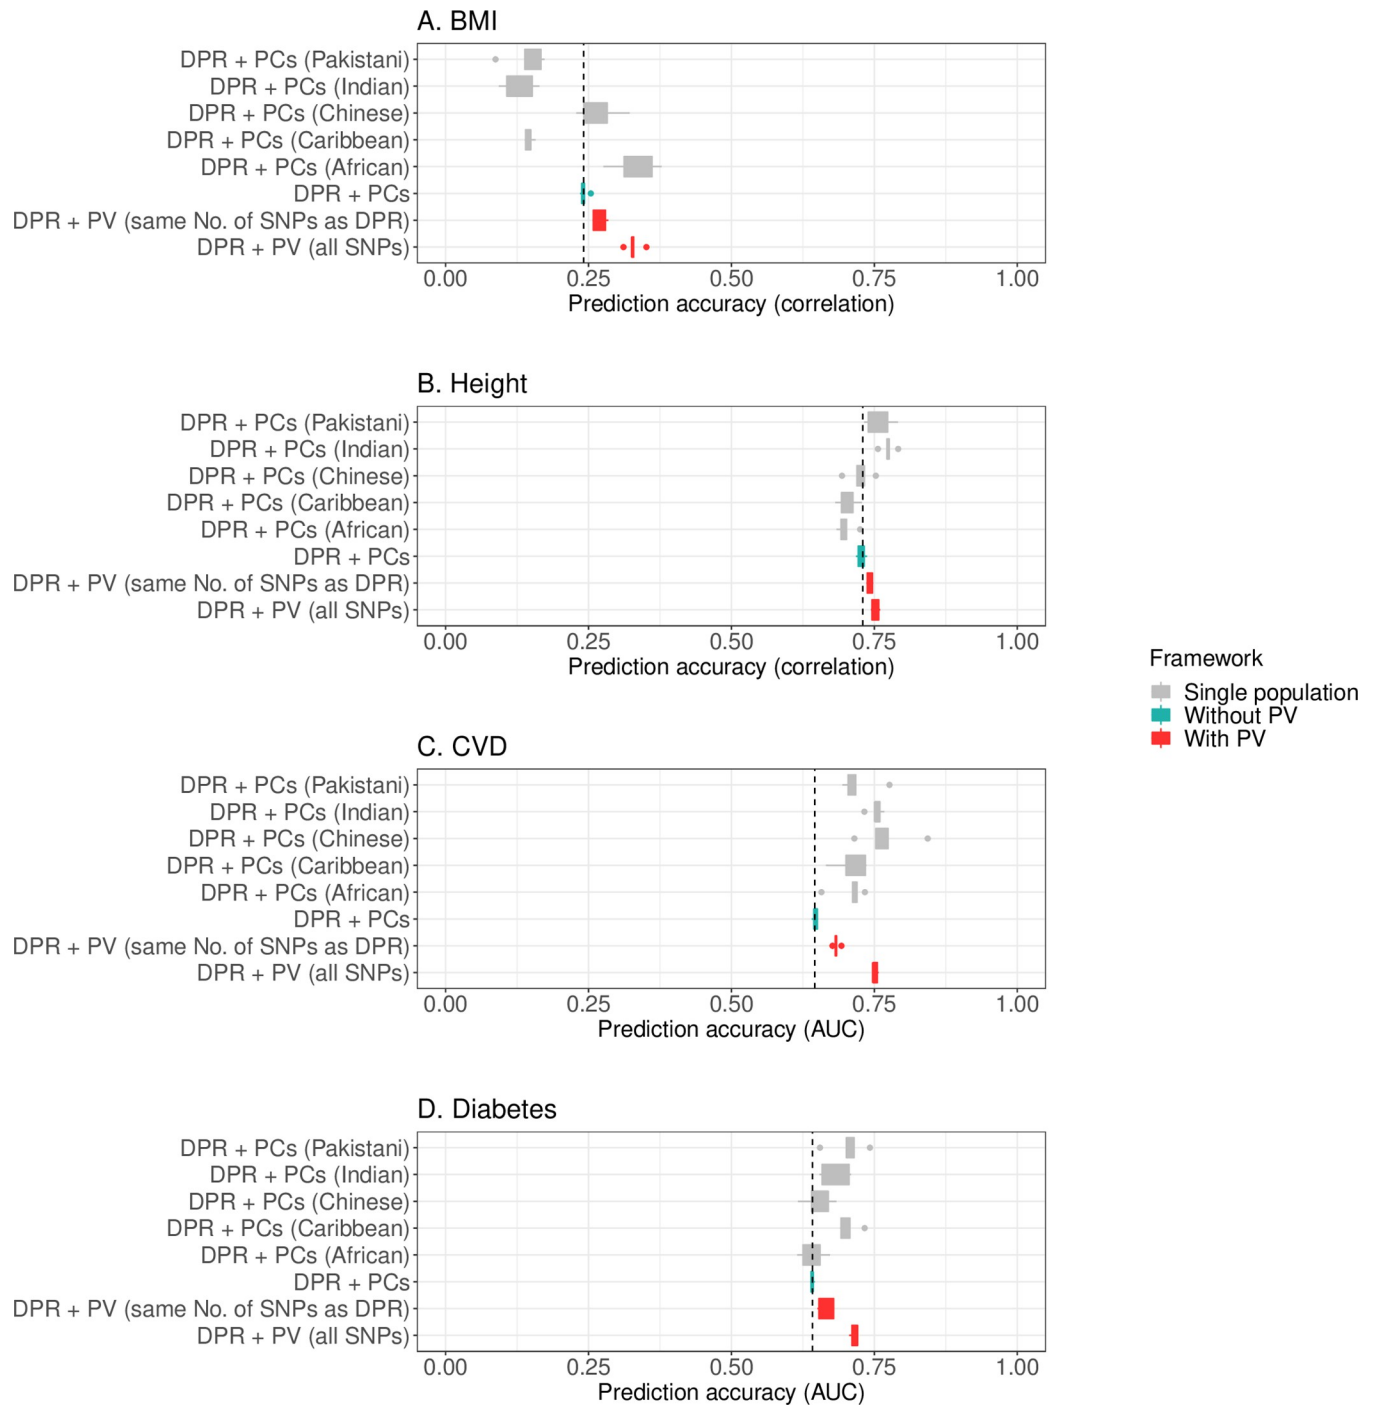 A. BMI
DPR + PCs (Pakistani)
DPR + PCs (Indian)
DPR + PCs (Chinese)
DPR + PCs (Caribbean)
DPR + PCs (African)
DPR + PCs
DPR + PV (same No. of SNPs as DPR)
DPR + PV (all SNPs)
0.00 0.25 0.50 0.75 1.00
Prediction accuracy (correlation)
B. Height
DPR + PCs (Pakistani)
DPR + PCs (Indian)
DPR + PCs (Chinese)
DPR + PCs (Caribbean)
DPR + PCs (African)
DPR + PCs
DPR + PV (same No. of SNPs as DPR)
DPR + PV (all SNPs)
0.00 0.25 0.50 0.75 1.00
Prediction accuracy (correlation)
Framework
Single population
Without PV
With PV
C. CVD
DPR + PCs (Pakistani)
DPR + PCs (Indian)
DPR + PCs (Chinese)
DPR + PCs (Caribbean)
DPR + PCs (African)
DPR + PCs
DPR + PV (same No. of SNPs as DPR)
DPR + PV (all SNPs)
0.00 0.25 0.50 0.75 1.00
Prediction accuracy (AUC)
D. Diabetes
DPR + PCs (Pakistani)
DPR + PCs (Indian)
DPR + PCs (Chinese)
DPR + PCs (Caribbean)
DPR + PCs (African)
DPR + PCs
DPR + PV (same No. of SNPs as DPR)
DPR + PV (all SNPs)
0.00 0.25 0.50 0.75 1.00
Prediction accuracy (AUC)